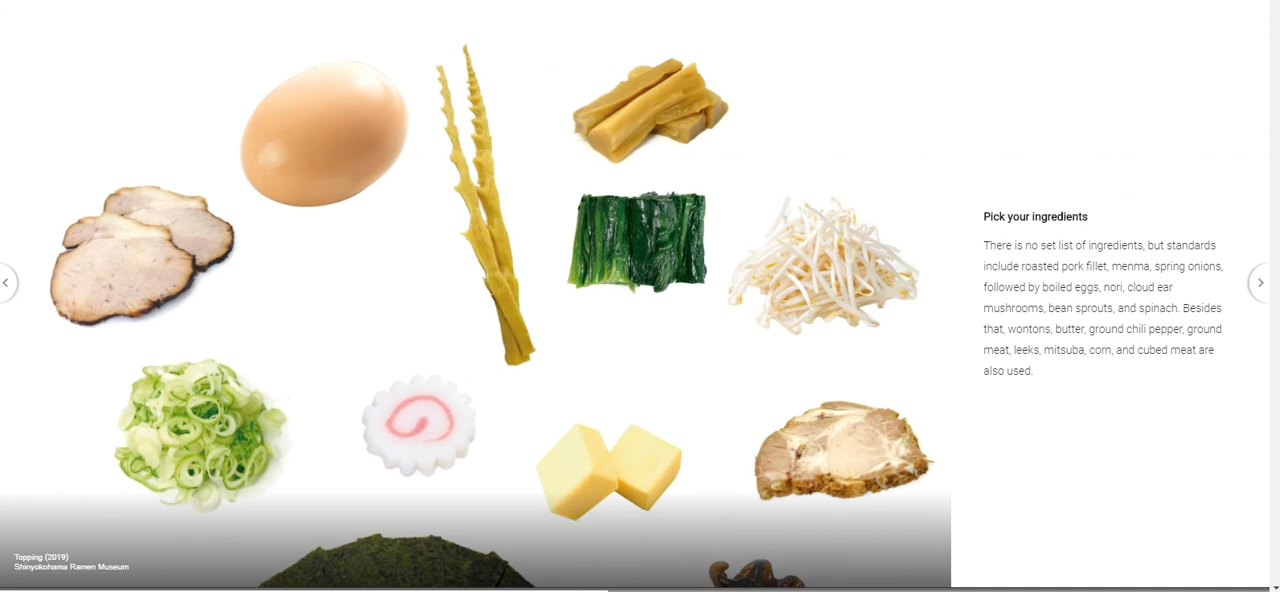 Pick your ingredients
There is no set list of ingredients, but standards
include roasted pork fillet, menma, spring onions,
followed by boiled eggs, nori, cloud ear
mushrooms, bean sprouts, and spinach. Besides
that, wontons, butter, ground chili pepper, ground
meat, leeks, mitsuba, corn, and cubed meat are
also used.
Topping (2019)
Shinyokohama Ramen Museum